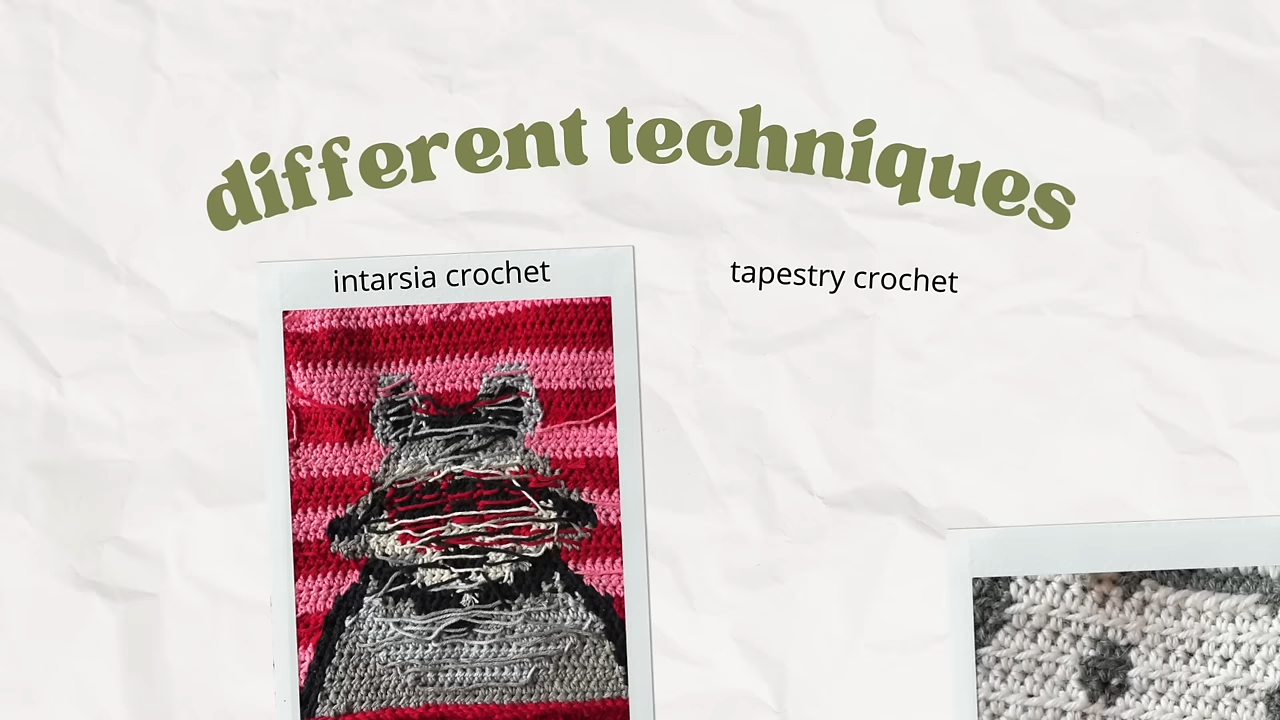 different techniques
intarsia crochet
tapestry crochet